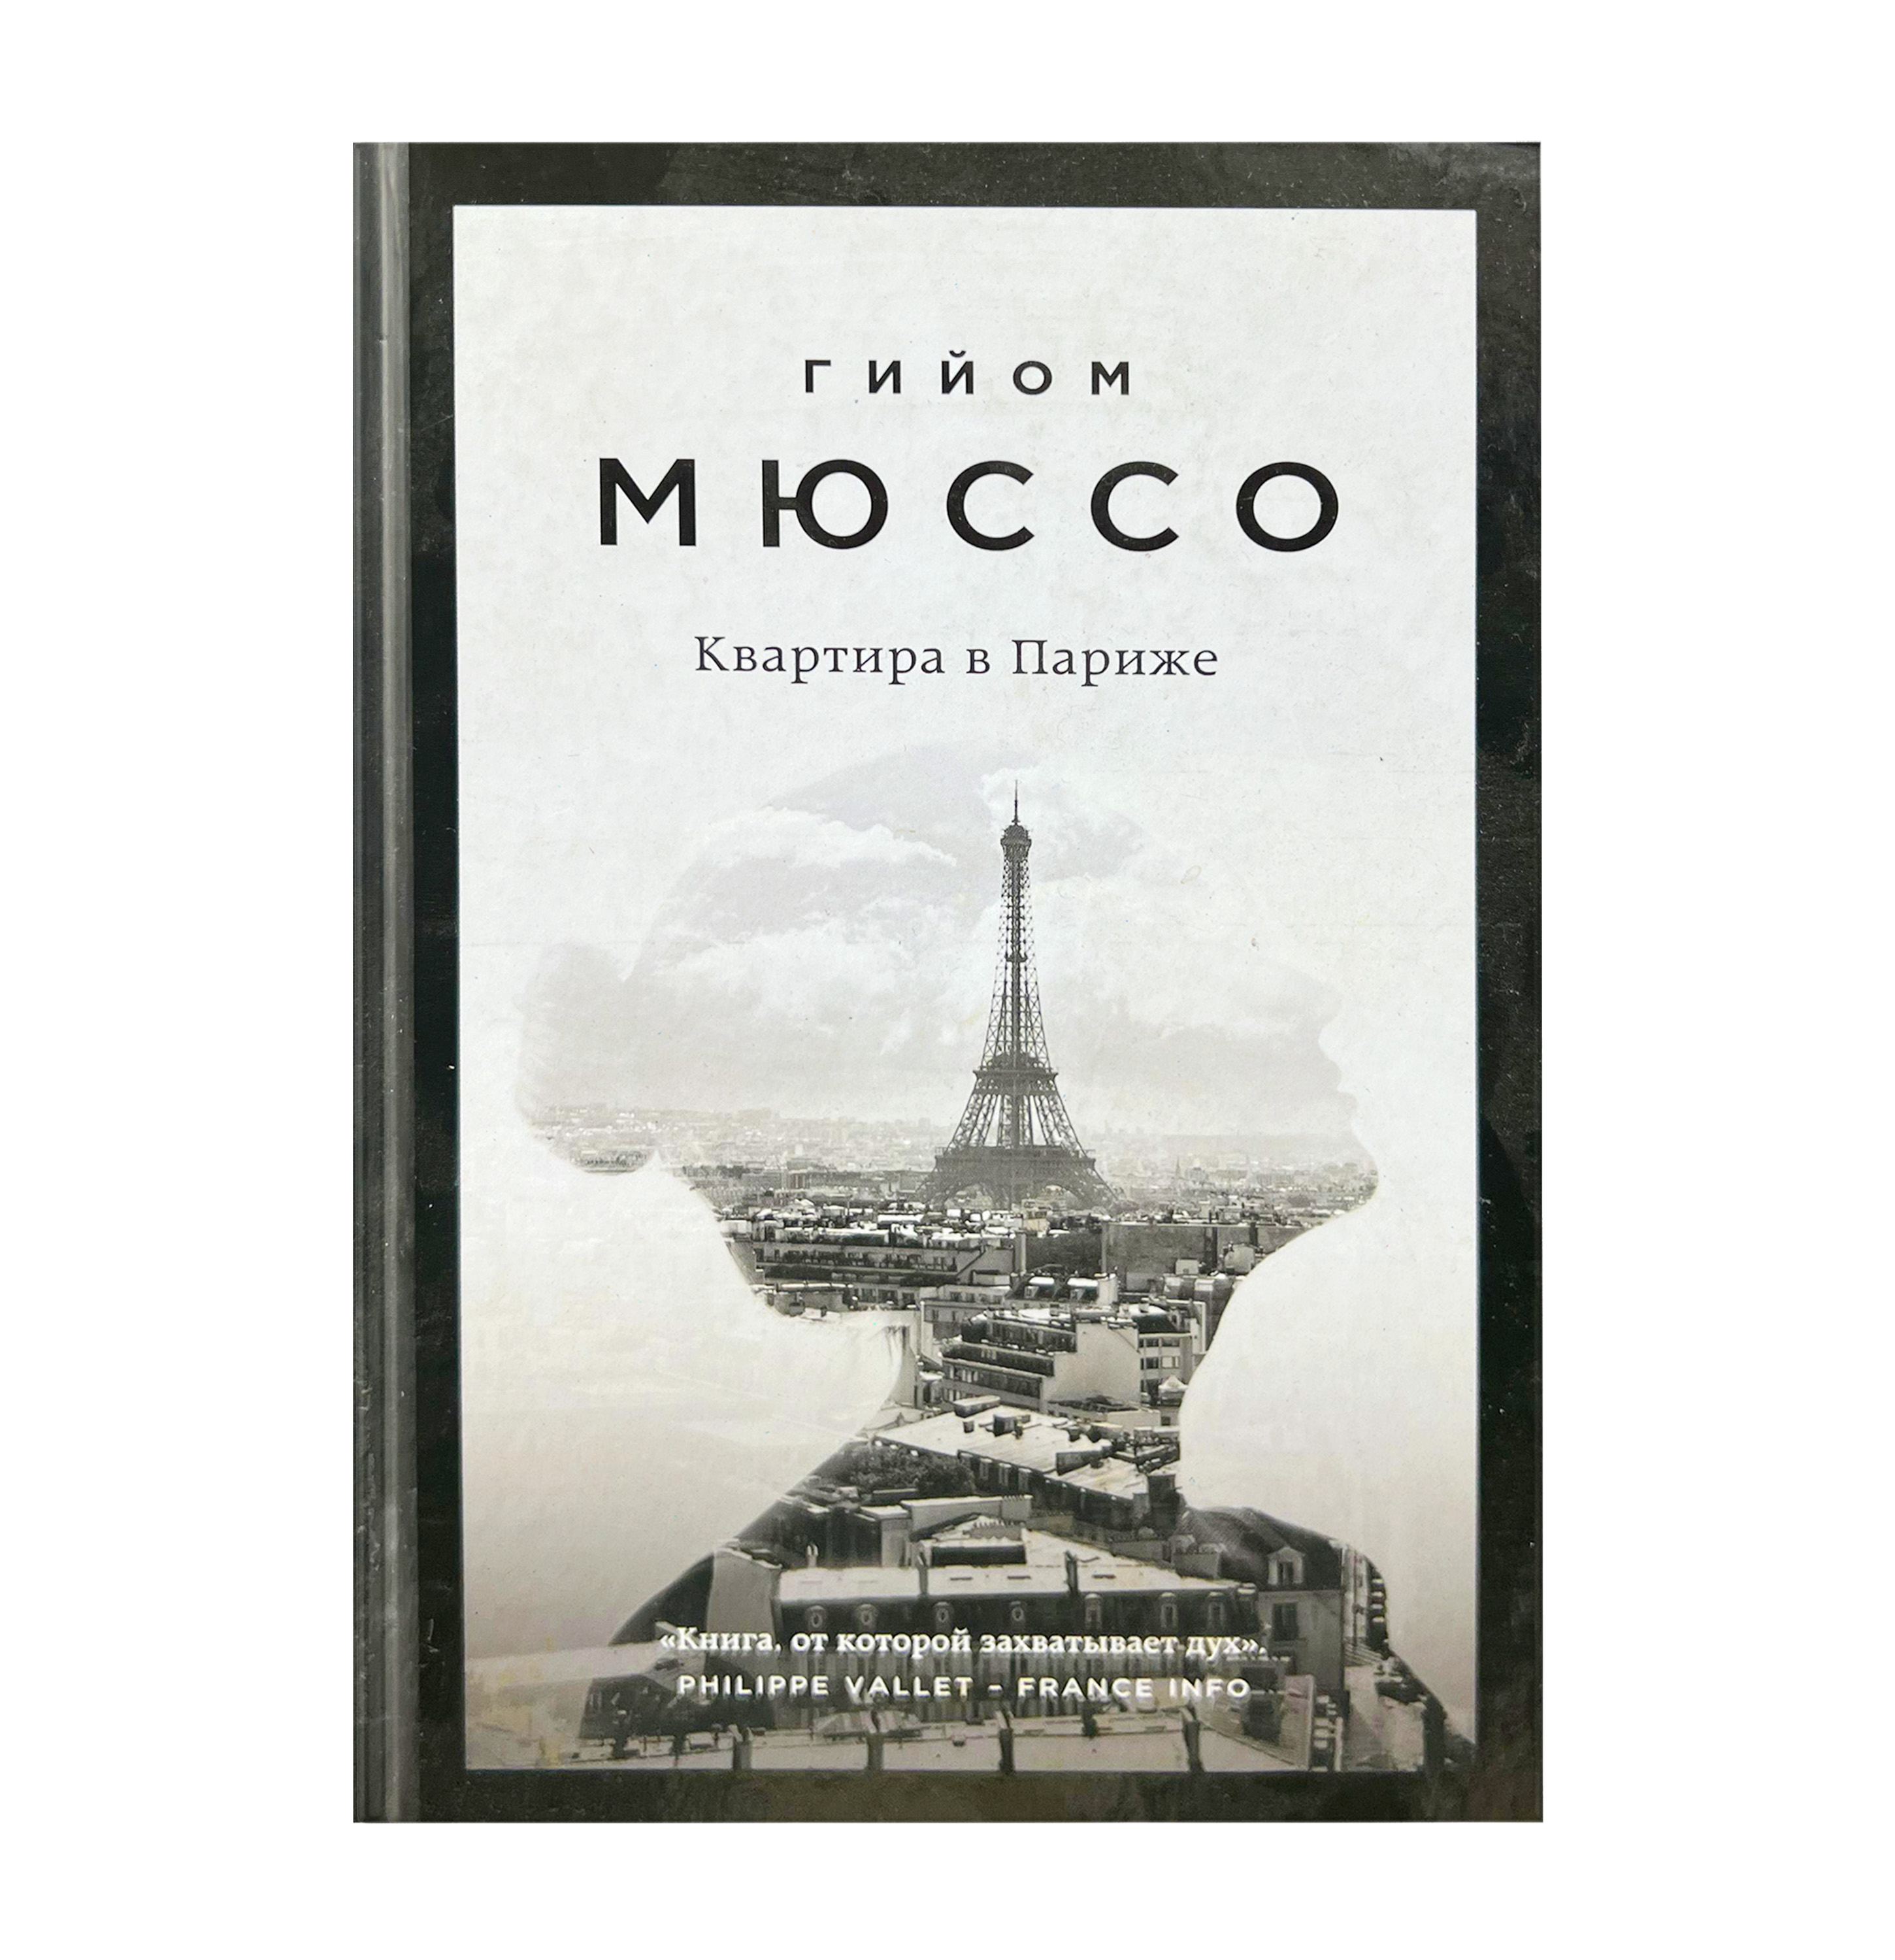 ГИЙОМ
МЮССО
Квартира в Париже
«Книга, от которой захватывает дух».
PHILIPPE VALLET – FRANCE INFO